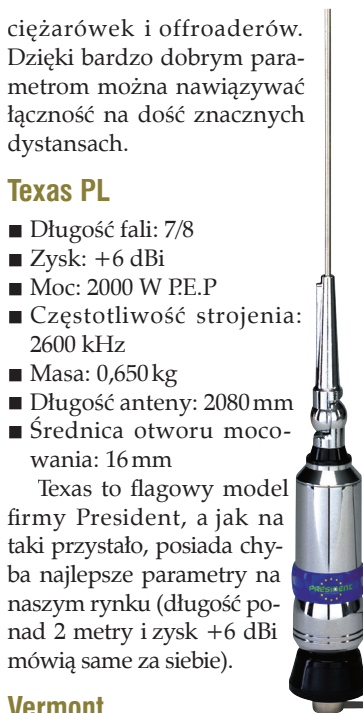 ciężarówek i offroaderów.
Dzięki bardzo dobrym para-
metrom można nawiązywać
łączność na dość znacznych
dystansach.
Texas PL
■ Długość fali: 7/8
■ Zysk: +6 dBi
■ Moc: 2000 W P.E.P
■ Częstotliwość strojenia:
2600 kHz
■ Masa: 0,650 kg
■ Długość anteny: 2080 mm
■ Średnica otworu moco-
wania: 16 mm
Texas to flagowy model
firmy President, a jak na
taki przystało, posiada chy-
ba najlepsze parametry na
naszym rynku (długość po-
nad 2 metry i zysk +6 dBi
mówią same za siebie).
Vermont
PRESIDENT